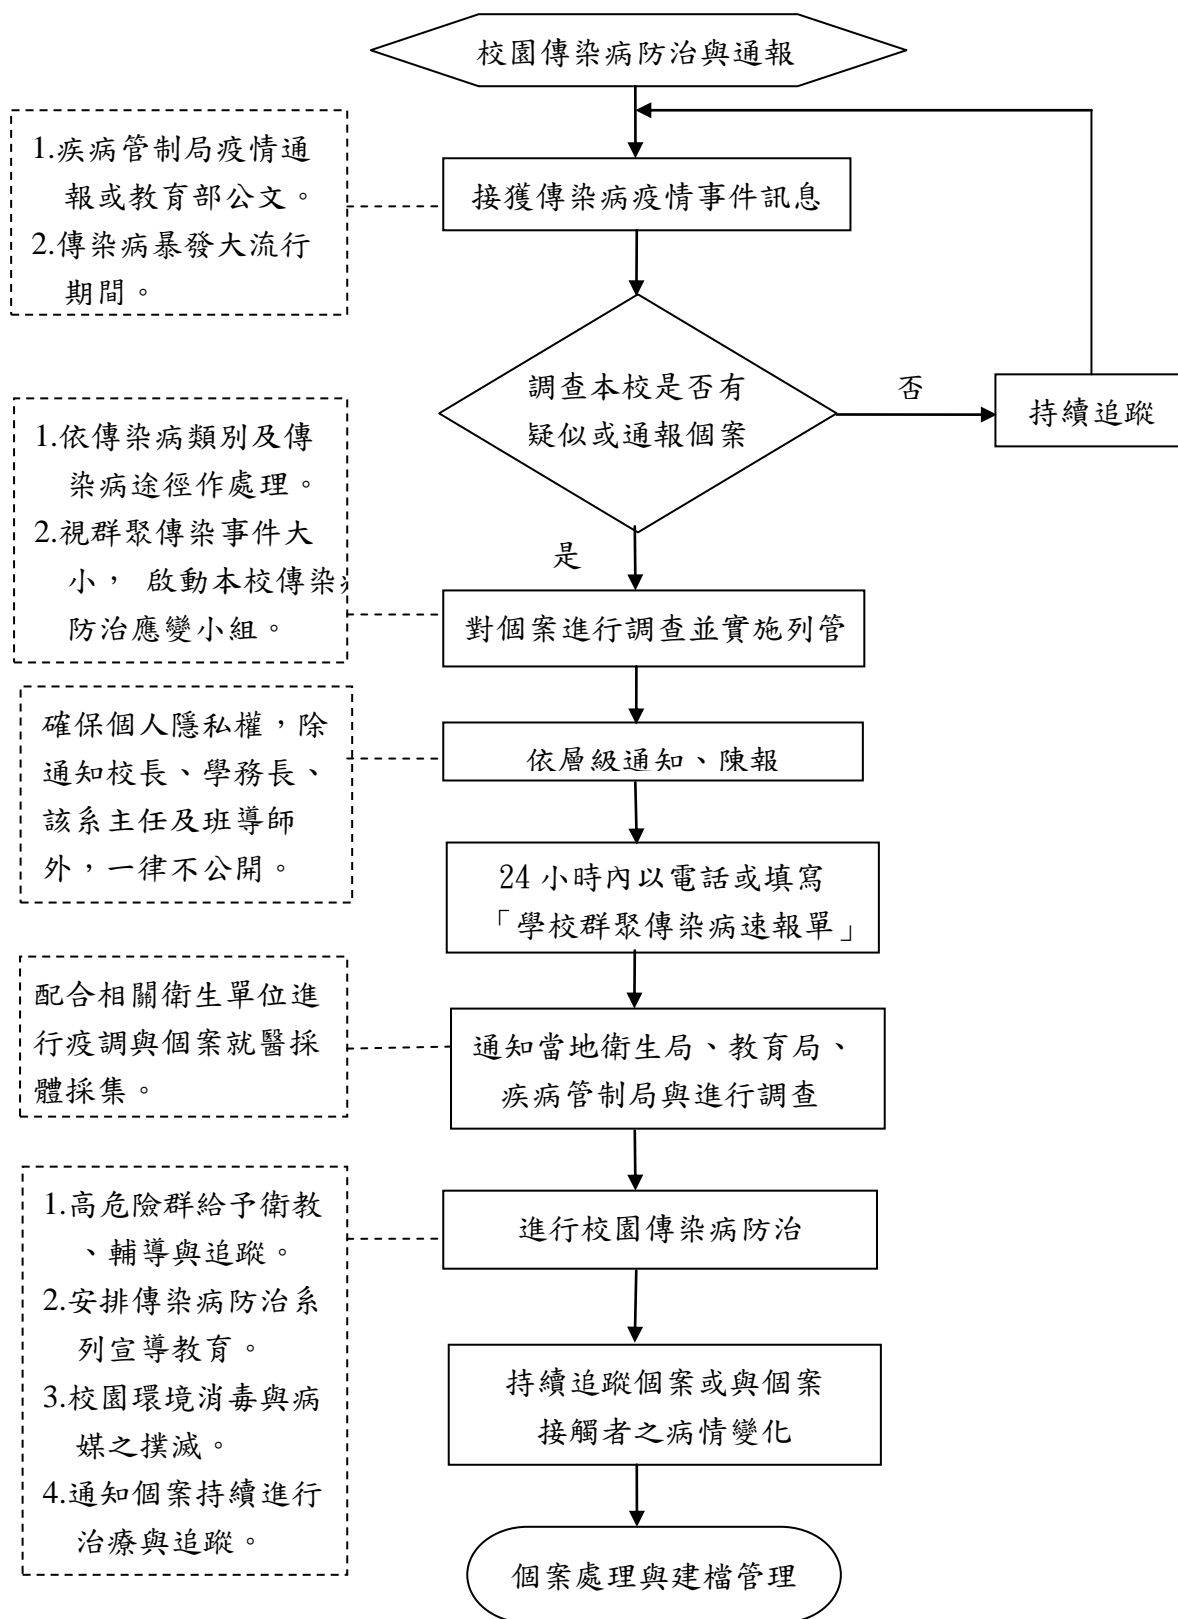 校園傳染病防治與通報
1.疾病管制局疫情通
報或教育部公文。
2.傳染病暴發大流行
期間。
接獲傳染病疫情事件訊息
調查本校是否有
疑似或通報個案
否
持續追蹤
是
1.依傳染病類別及傳
染病途徑作處理。
2.視群聚傳染事件大
小， 啟動本校傳染
防治應變小組。
對個案進行調查並實施列管
確保個人隱私權，除
通知校長、學務長、
該系主任及班導師
外，一律不公開。
依層級通知、陳報
24 小時內以電話或填寫
「學校群聚傳染病速報單」
配合相關衛生單位進
行疫調與個案就醫採
體採集。
通知當地衛生局、教育局、
疾病管制局與進行調查
1.高危險群給予衛教
、輔導與追蹤。
2.安排傳染病防治系
列宣導教育。
3.校園環境消毒與病
媒之撲滅。
4.通知個案持續進行
治療與追蹤。
進行校園傳染病防治
持續追蹤個案或與個案
接觸者之病情變化
個案處理與建檔管理